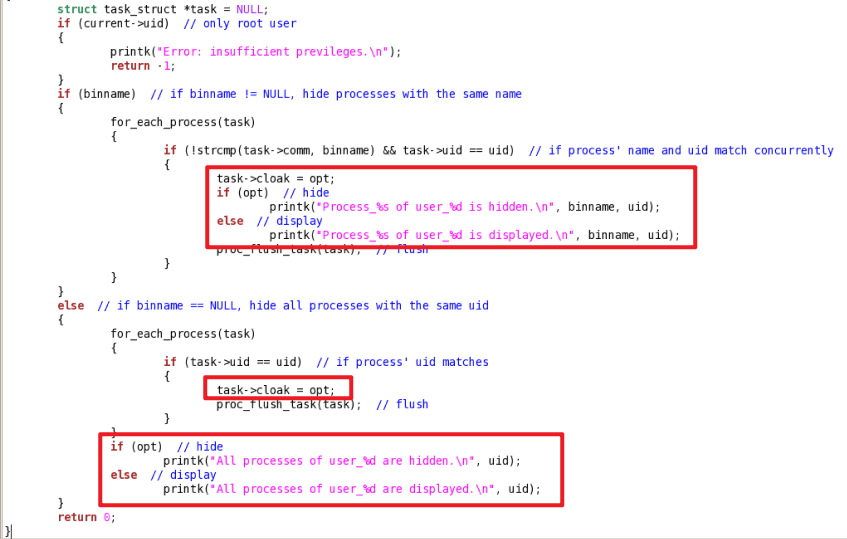 struct task_struct *task = NULL;
if (current->uid)  // only root user
{
printk("Error: insufficient previleges.\n");
return -1;
}
if (binname)  // if binname != NULL, hide processes with the same name
{
for_each_process(task)
{
if (!strcmp(task->comm, binname) && task->uid == uid)  // if process' name and uid match concurrently
{
task->cloak = opt;
if (opt)  // hide
printk("Process_%s of user_%d is hidden.\n", binname, uid);
else  // display
printk("Process_%s of user_%d is displayed.\n", binname, uid);
proc_flush_task(task);  // flush
}
}
}
else  // if binname == NULL, hide all processes with the same uid
{
for_each_process(task)
{
if (task->uid == uid)  // if process' uid matches
{
task->cloak = opt;
proc_flush_task(task);  // flush
}
}
if (opt)  // hide
printk("All processes of user_%d are hidden.\n", uid);
else  // display
printk("All processes of user_%d are displayed.\n", uid);
}
return 0;
}